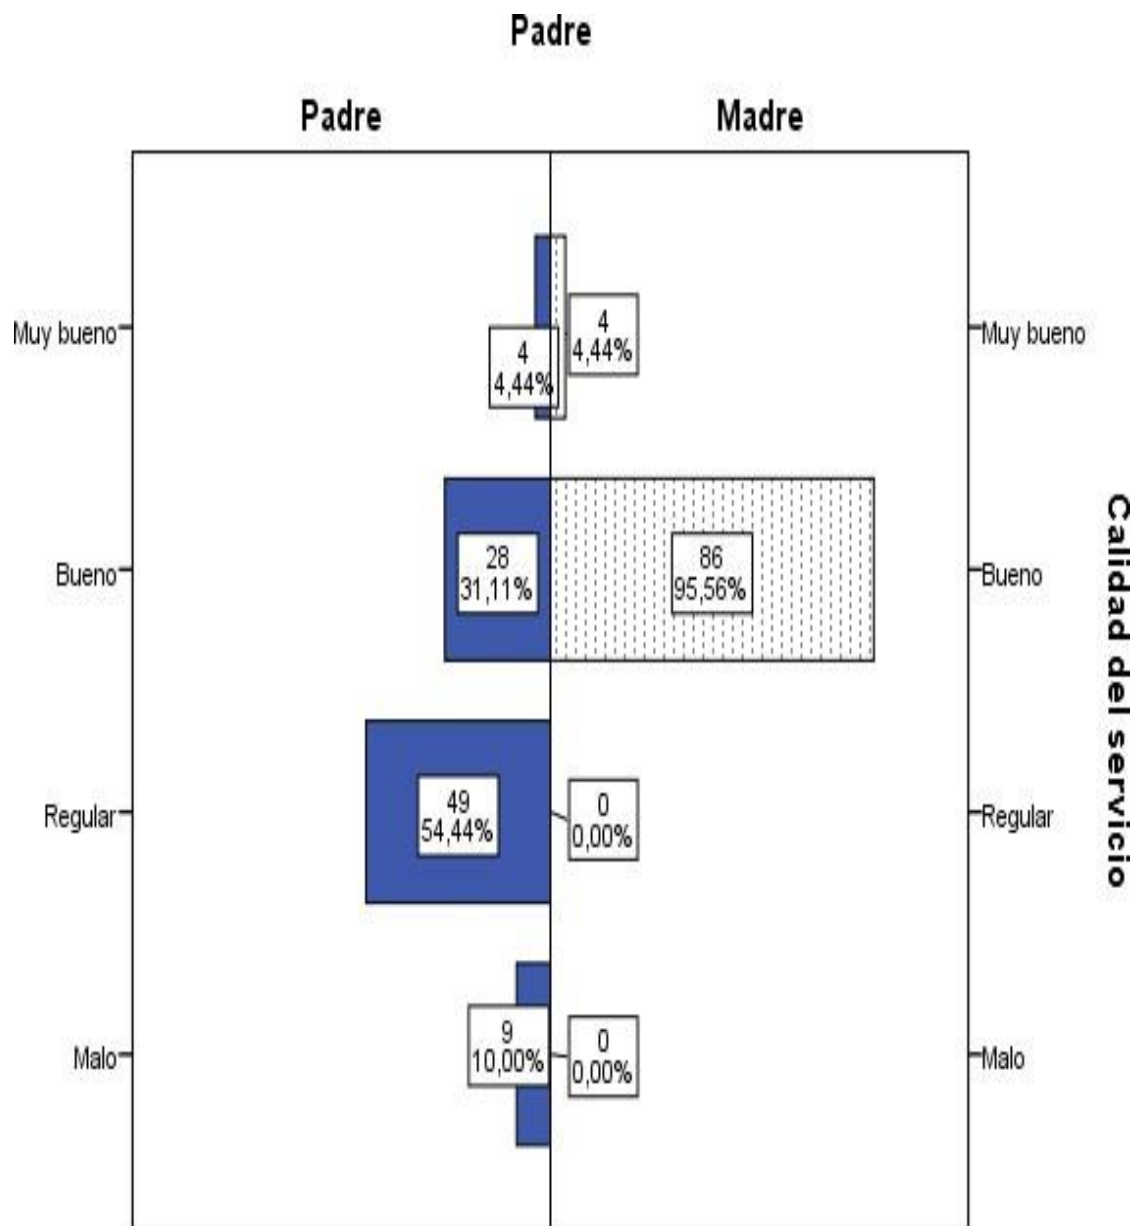 Padre
Padre
Madre
Muy bueno
4
4,44%
4
4,44%
Muy bueno
Bueno
28
31,11%
86
95,56%
Bueno
Regular
49
54,44%
0
0,00%
Regular
Malo
9
10,00%
0
0,00%
Malo
Calidad del servicio